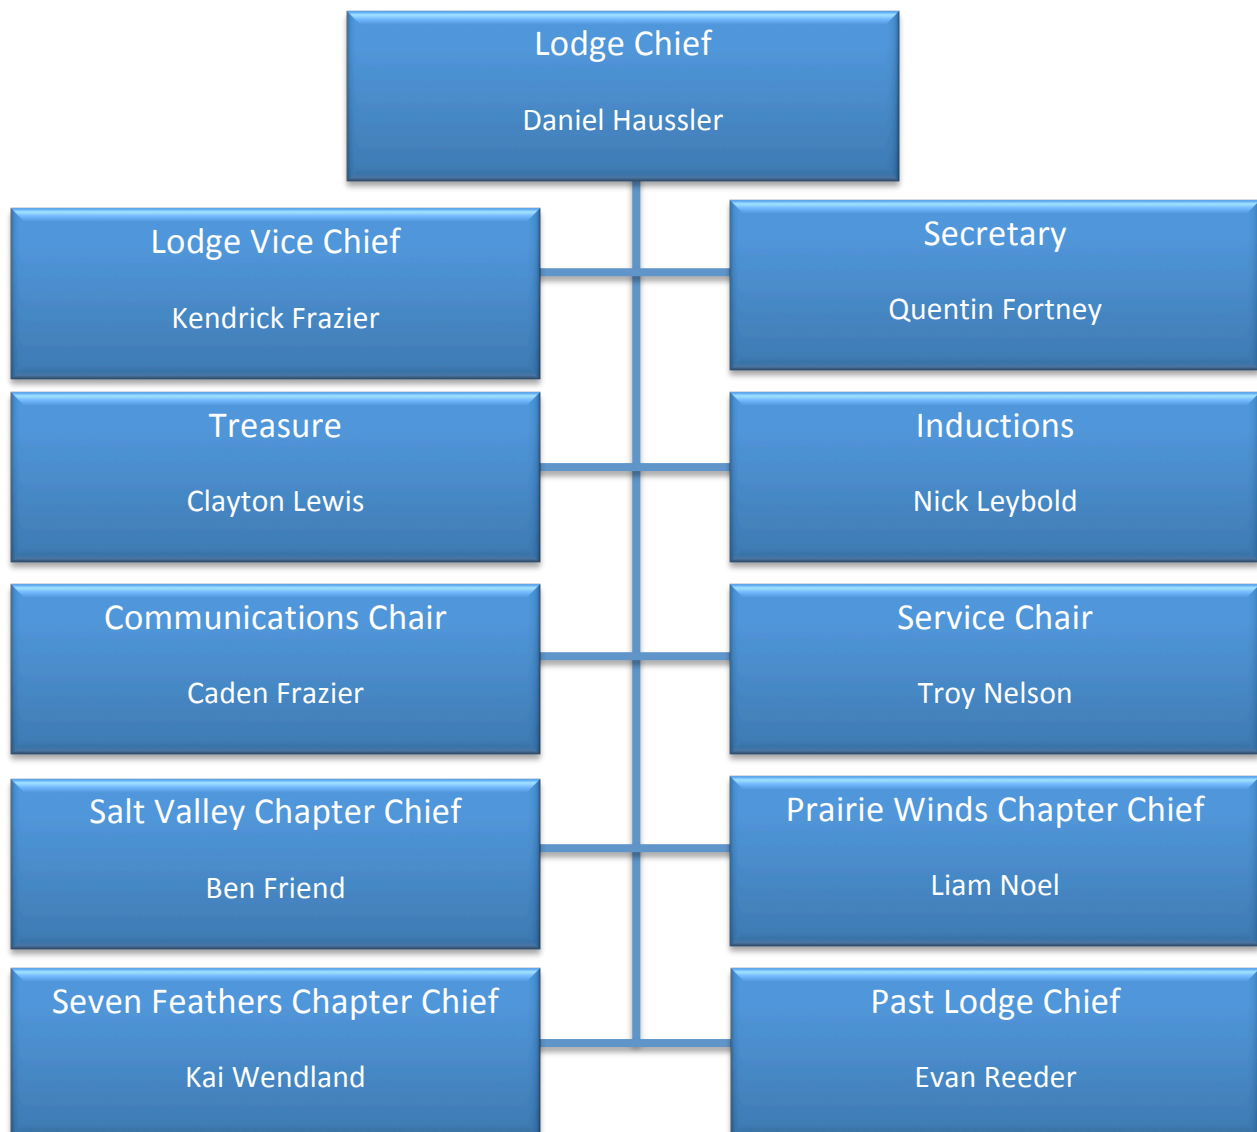 Lodge Chief
Daniel Haussler
Lodge Vice Chief
Kendrick Frazier
Secretary
Quentin Fortney
Treasure
Clayton Lewis
Inductions
Nick Leybold
Communications Chair
Caden Frazier
Service Chair
Troy Nelson
Salt Valley Chapter Chief
Ben Friend
Prairie Winds Chapter Chief
Liam Noel
Seven Feathers Chapter Chief
Kai Wendland
Past Lodge Chief
Evan Reeder